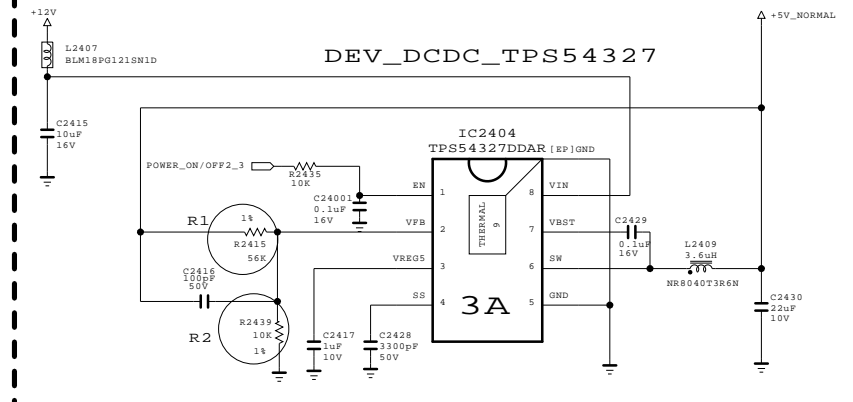 +12V
+5V_NORMAL
L2407
BLM18PG121SN1D
DEV_DCDC_TPS54327
C2415
10uF
16V
IC2404
TPS54327DDAR
[EP]GND
POWER_ON/OFF2_3
R2435
10K
C24001
0.1uF
16V
EN
1
8
VIN
R1
1%
R2415
56K
VFB
2
THERMAL
9
7
VBST
C2429
0.1uF
16V
L2409
3.6uH
NR8040T3R6N
VREG5
3
6
SW
C2416
100pF
50V
SS
4
3A
5
GND
C2430
22uF
10V
R2
R2439
10K
1%
C2417
1uF
10V
C2428
3300pF
50V